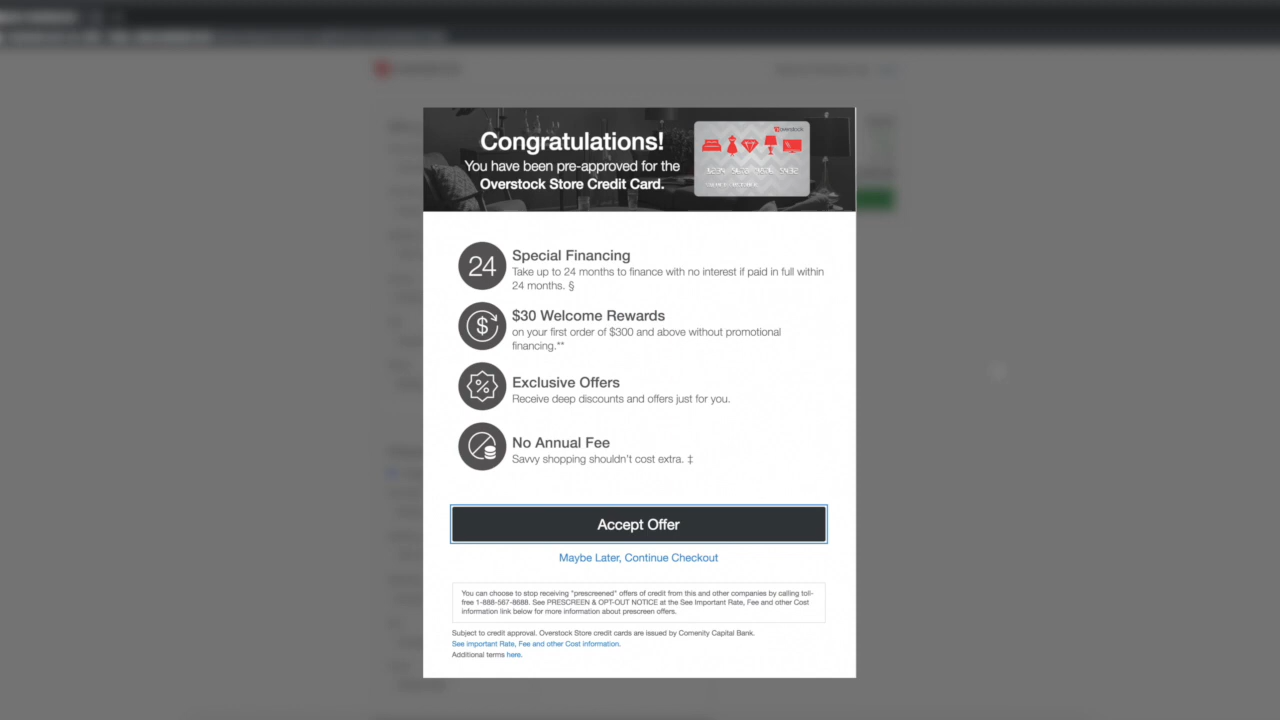 Congratulations!
You have been pre-approved for the
Overstock Store Credit Card.
overstock
24
Special Financing
Take up to 24 months to finance with no interest if paid in full within
24 months. §
$
$30 Welcome Rewards
on your first order of $300 and above without promotional
financing.**
%
Exclusive Offers
Receive deep discounts and offers just for you.
No Annual Fee
Savvy shopping shouldn't cost extra. ‡
Accept Offer
Maybe Later, Continue Checkout
You can choose to stop receiving "prescreened" offers of credit from this and other companies by calling toll-
free 1-888-567-8688. See PRESCREEN & OPT-OUT NOTICE at the See Important Rate, Fee and other Cost
information link below for more information about prescreen offers.
Subject to credit approval. Overstock Store credit cards are issued by Comenity Capital Bank.
See important Rate, Fee and other Cost information.
Additional terms here.